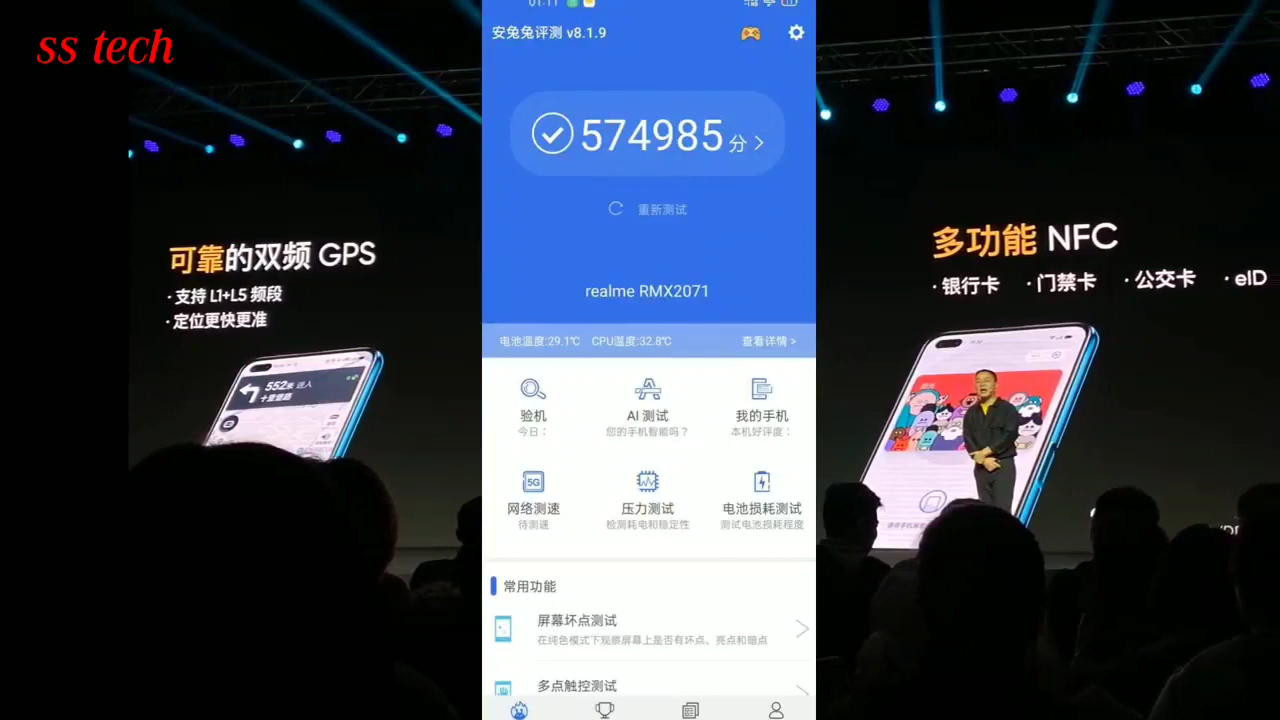 ss tech
可靠的双频 GPS
· 支持 L1+L5 频段
· 定位更快更准
552米 进入
01:11
安兔兔评测 v8.1.9
574985分
重新测试
realme RMX2071
电池温度:29.1℃ CPU温度:32.8℃ 查看详情 >
验机 AI 测试 我的手机
今日： 您的手机智能吗？ 本机好评度：
5G
网络测速 压力测试 电池损耗测试
待测速 检测耗电和稳定性 测试电池损耗程度
常用功能
屏幕坏点测试
在纯色模式下观察屏幕上是否有坏点、亮点和暗点
多点触控测试
多功能 NFC
· 银行卡 · 门禁卡 · 公交卡 · eID